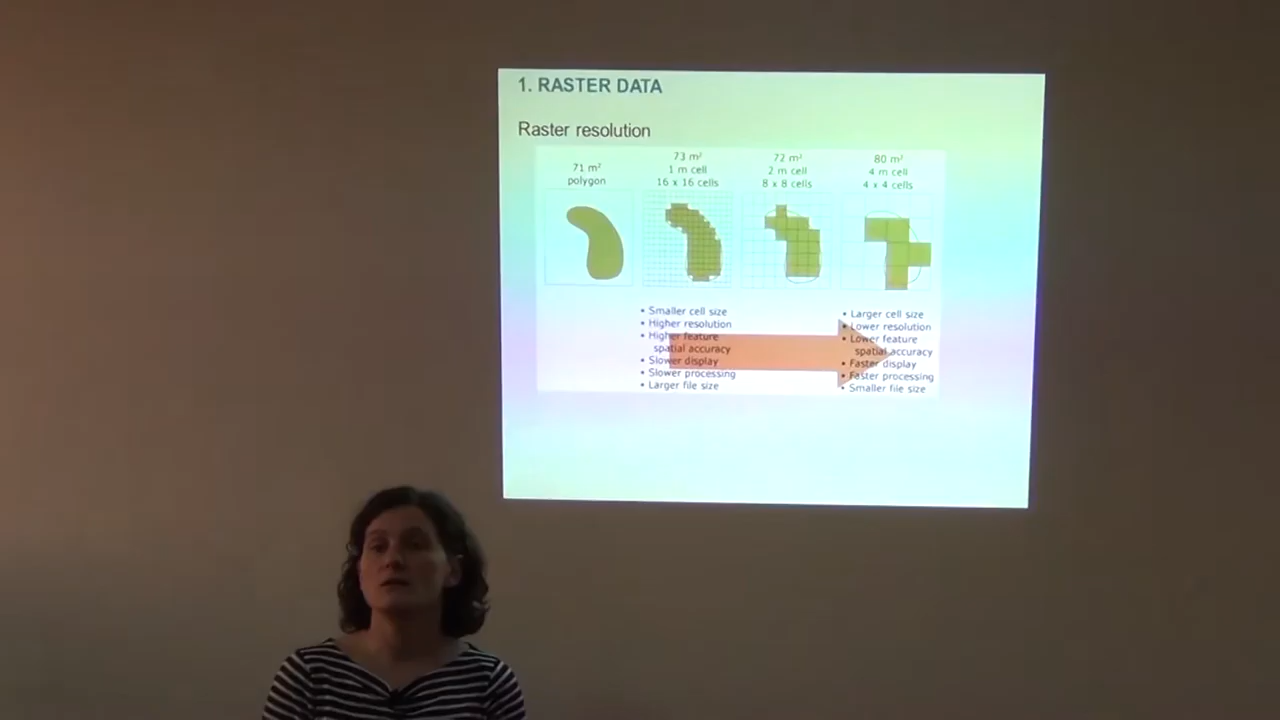 1. RASTER DATA
Raster resolution
71 m²
polygon
73 m²
1 m cell
16 x 16 cells
72 m²
2 m cell
8 x 8 cells
80 m²
4 m cell
4 x 4 cells
• Smaller cell size
• Higher resolution
• Higher feature
spatial accuracy
• Slower display
• Slower processing
• Larger file size
• Larger cell size
• Lower resolution
• Lower feature
spatial accuracy
• Faster display
• Faster processing
• Smaller file size